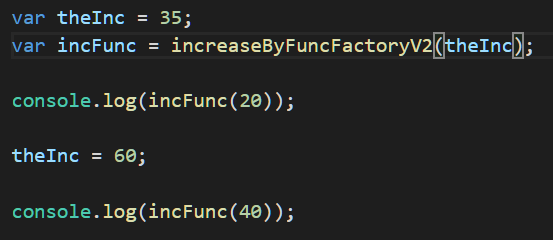 var theInc = 35;
var incFunc = increaseByFuncFactoryV2(theInc);
console.log(incFunc(20));
theInc = 60;
console.log(incFunc(40));